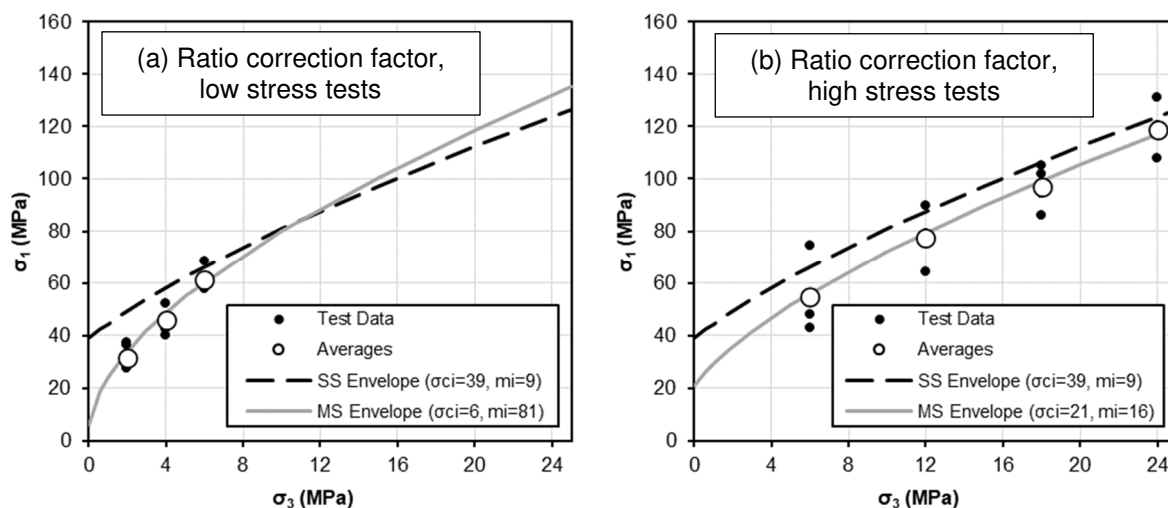 (a) Ratio correction factor,
low stress tests
160
140
120
100
80
60
40
20
0
σ1 (MPa)
Test Data
Averages
SS Envelope (σci=39, mi=9)
MS Envelope (σci=6, mi=81)
0 4 8 12 16 20 24
σ3 (MPa)
(b) Ratio correction factor,
high stress tests
160
140
120
100
80
60
40
20
0
σ1 (MPa)
Test Data
Averages
SS Envelope (σci=39, mi=9)
MS Envelope (σci=21, mi=16)
0 6 12 18 24
σ3 (MPa)